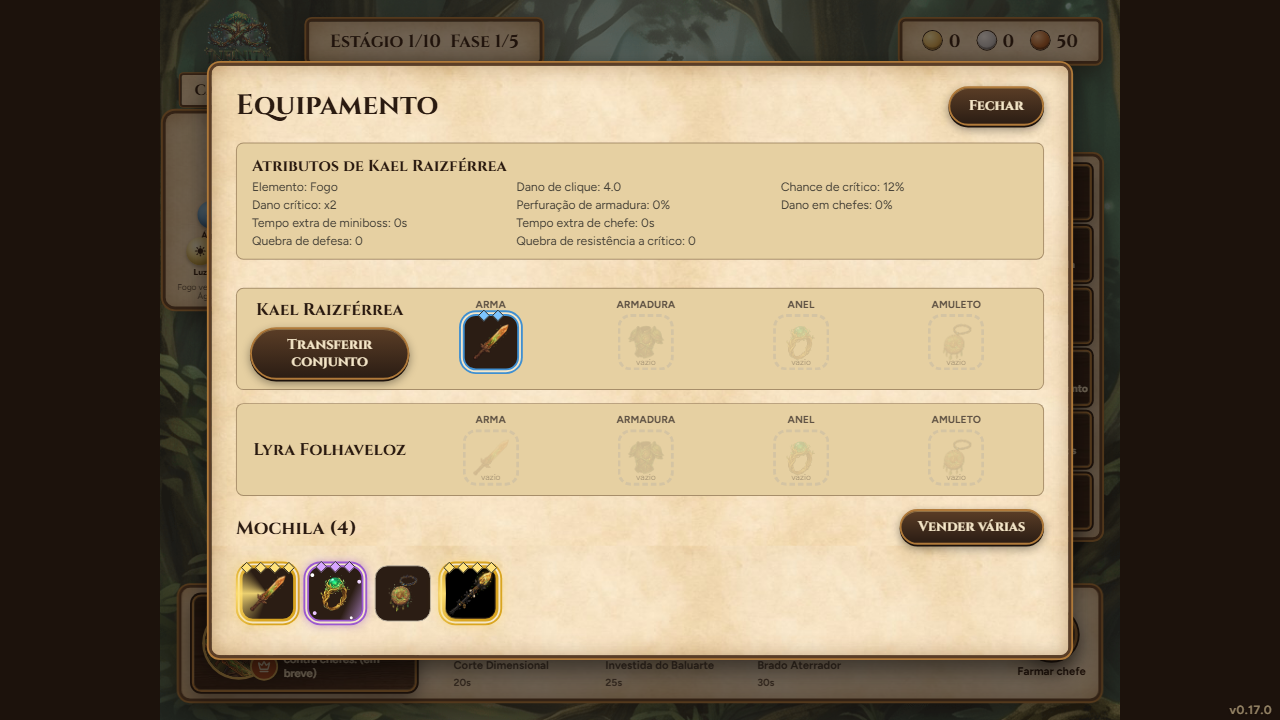 Estágio 1/10 Fase 1/5
0 0 50
Equipamento
Fechar
Atributos de Kael Raizférrea
Elemento: Fogo
Dano de clique: 4.0
Chance de crítico: 12%
Dano crítico: x2
Perfuração de armadura: 0%
Dano em chefes: 0%
Tempo extra de miniboss: 0s
Tempo extra de chefe: 0s
Quebra de defesa: 0
Quebra de resistência a crítico: 0
Kael Raizférrea
Transferir
conjunto
ARMA
ARMADURA
ANEL
AMULETO
vazio
vazio
vazio
Lyra Folhaveloz
ARMA
ARMADURA
ANEL
AMULETO
vazio
vazio
vazio
vazio
Mochila (4)
Vender várias
breve)
Corte Dimensional
20s
Investida do Baluarte
25s
Brado Aterrador
30s
Farmar chefe
v0.17.0